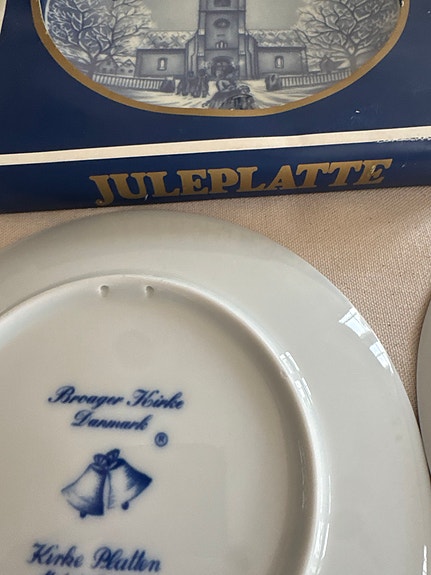 JULEPLATTE
Broager Kirke
Danmark
®
Kirke Platten